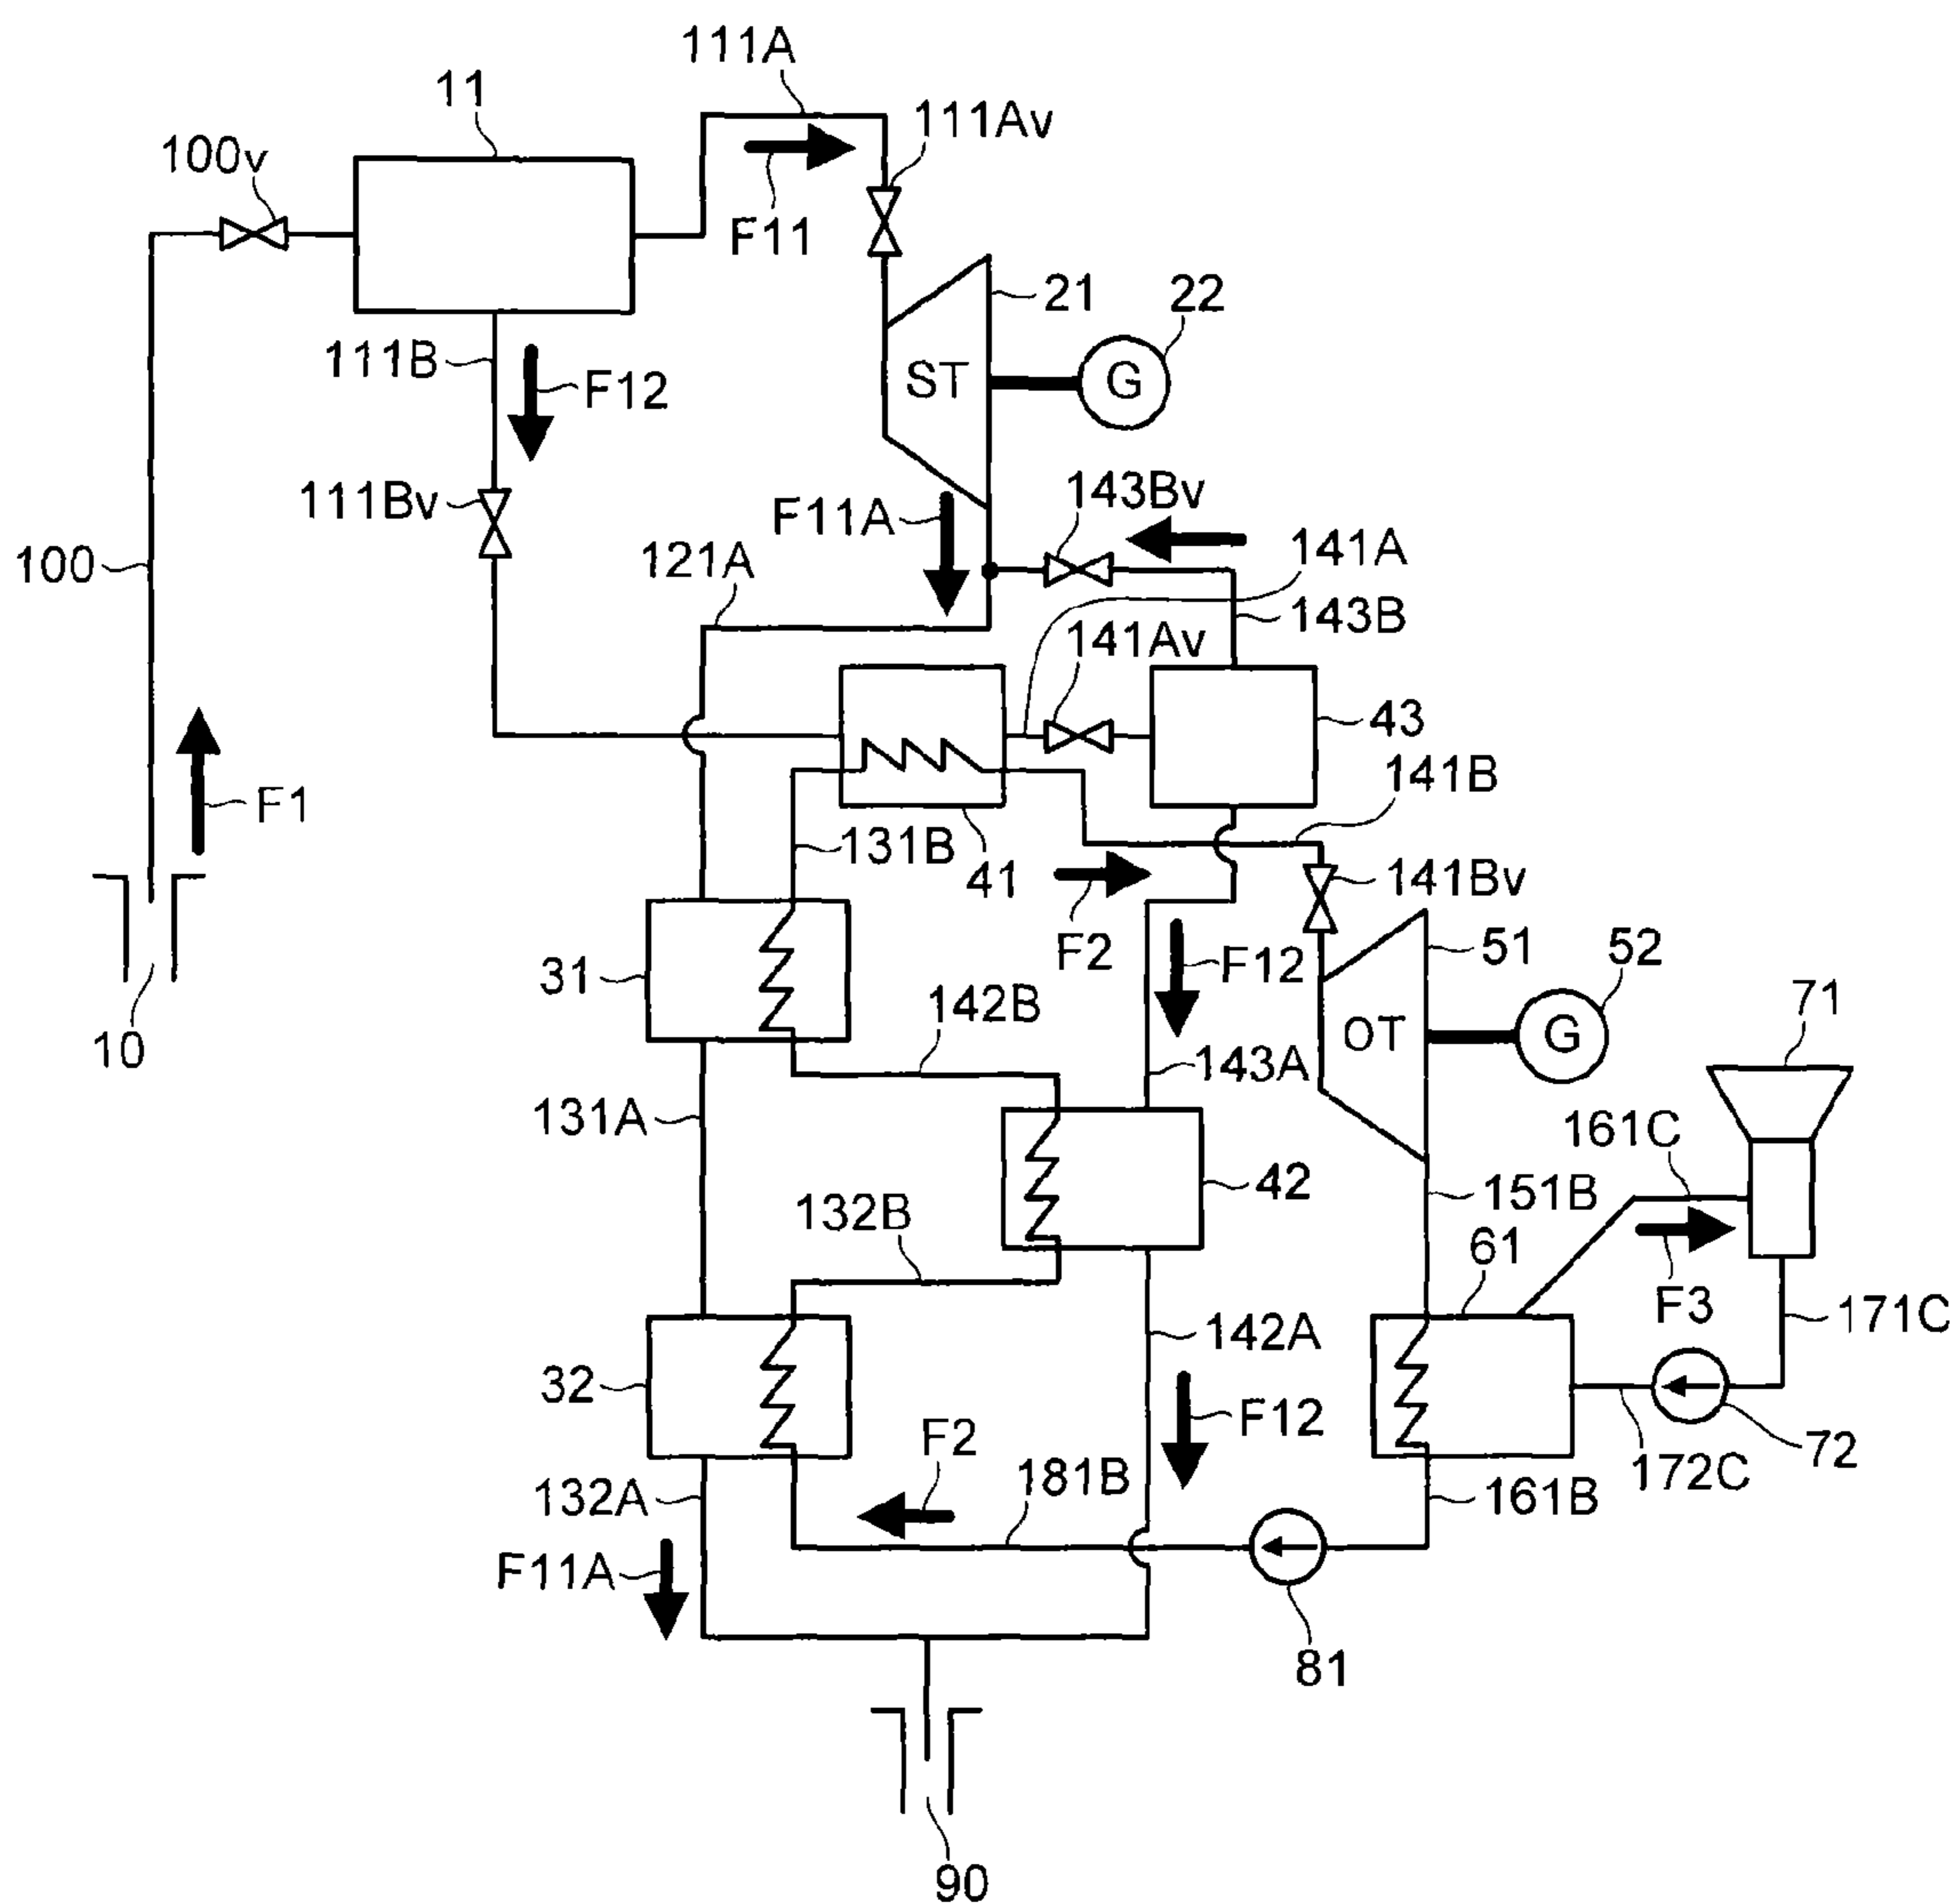 111A
11
111Av
100v
F11
21
22
111B
F12
ST
G
111Bv
F11A
143Bv
141A
100
121A
143B
141Av
43
141B
F1
131B
41
141Bv
F2
51
52
31
F12
142B
71
10
OT
G
143A
131A
161C
42
151B
132B
61
F3
171C
142A
32
F12
F2
72
181B
172C
132A
161B
F11A
81
90